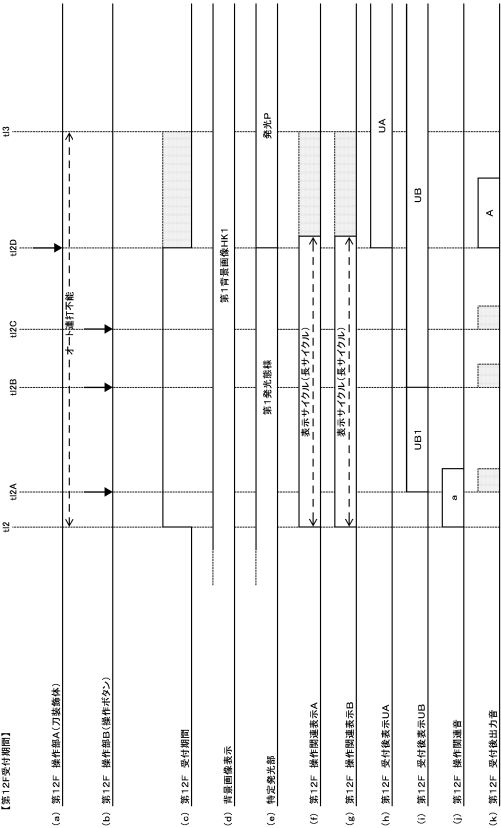 【第12F受付期間】
tl2
tl2A
tl2B
tl2C
tl2D
tl3
(a) 第12F 操作部A(刀装飾体)
オート連打不能
(b) 第12F 操作部B(操作ボタン)
(c) 第12F 受付期間
(d) 背景画像表示
第1背景画像HK1
(e) 特定発光部
第1発光態様
発光P
(f) 第12F 操作関連表示A
表示サイクル(長サイクル)
(g) 第12F 操作関連表示B
表示サイクル(長サイクル)
(h) 第12F 受付後表示UA
UA
(i) 第12F 受付後表示UB
UB1
UB
(j) 第12F 操作関連音
a
(k) 第12F 受付後出力音
A